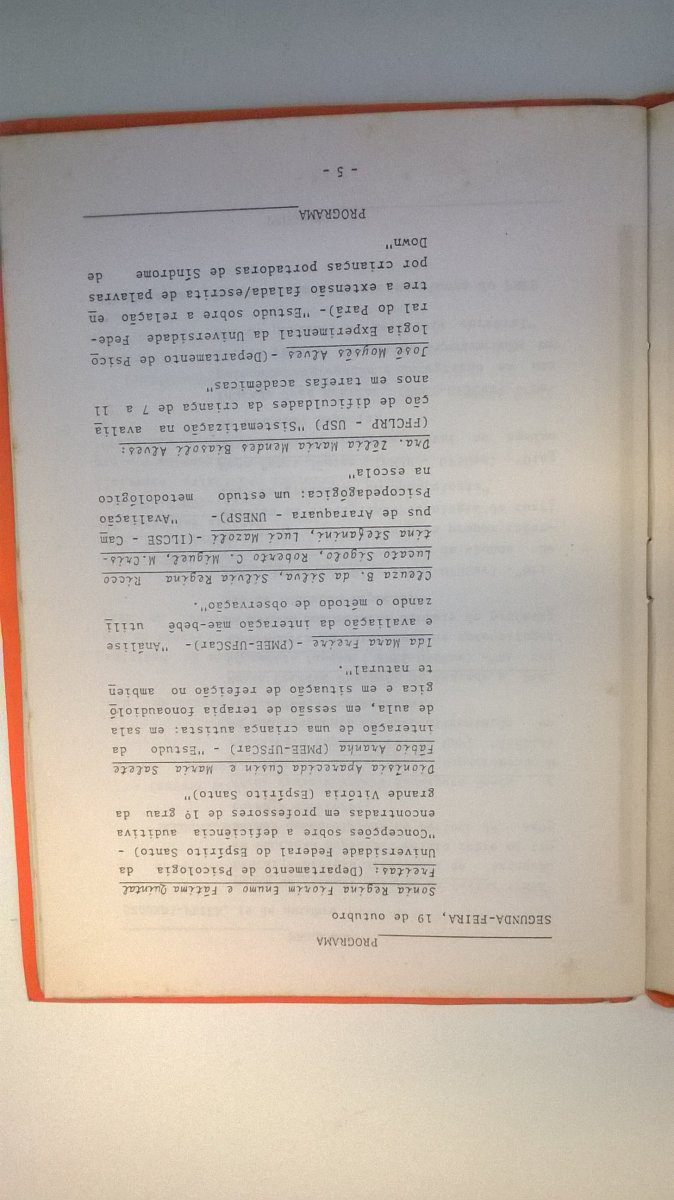 PROGRAMA
SEGUNDA-FEIRA, 19 de outubro
Sonia Regina Fiorim Enumo e Fátima Quintal
Freitas: (Departamento de Psicologia da
Universidade Federal do Espírito Santo) -
"Concepções sobre a deficiência auditiva
encontradas em professores de 1º grau da
grande Vitória (Espírito Santo)"
Dionísia Aparecida Cusin e Maria Salete
Fábio Aranha (PMEE-UFSCar) - "Estudo da
interação de uma criança autista: em sala
de aula, em sessão de terapia fonoaudioló
gica e em situação de refeição no ambien
te natural".
Ida Mara Freire -(PMEE-UFSCar)- "Análise
e avaliação da interação mãe-bebê utili
zando o método de observação".
Cleuza B. da Silva, Silvia Regina Ricco
Lucato Sigolo, Roberto C. Miguel, M.Cris-
tina Stefanini, Luci Mazoli -(ILCSE - Cam
pus de Araraquara - UNESP)- "Avaliação
Psicopedagógica: um estudo metodológico
na escola"
Dra. Zélia Maria Mendes Biasoli Alves:
(FFCLRP - USP) "Sistematização na avalia
ção de dificuldades da criança de 7 a 11
anos em tarefas acadêmicas"
José Moysés Alves -(Departamento de Psico
logia Experimental da Universidade Fede-
ral do Pará)- "Estudo sobre a relação en
tre a extensão falada/escrita de palavras
por crianças portadoras de Síndrome de
Down"
PROGRAMA
- 5 -